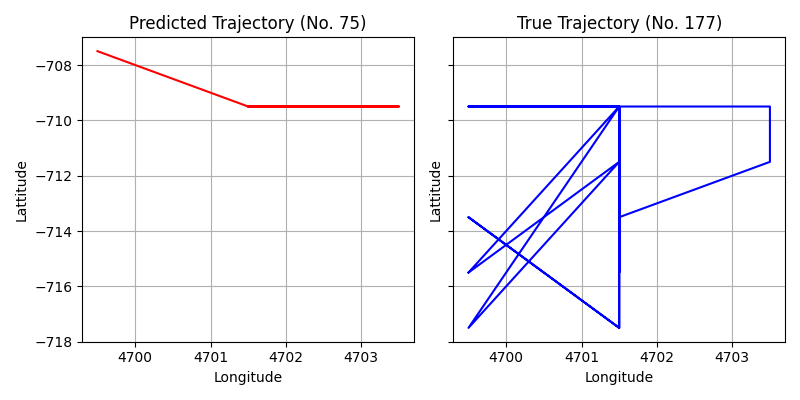 Predicted Trajectory (No. 75)
True Trajectory (No. 177)
Lattitude
−708
−710
−712
−714
−716
−718
4700
4701
4702
4703
Longitude
Lattitude
4700
4701
4702
4703
Longitude